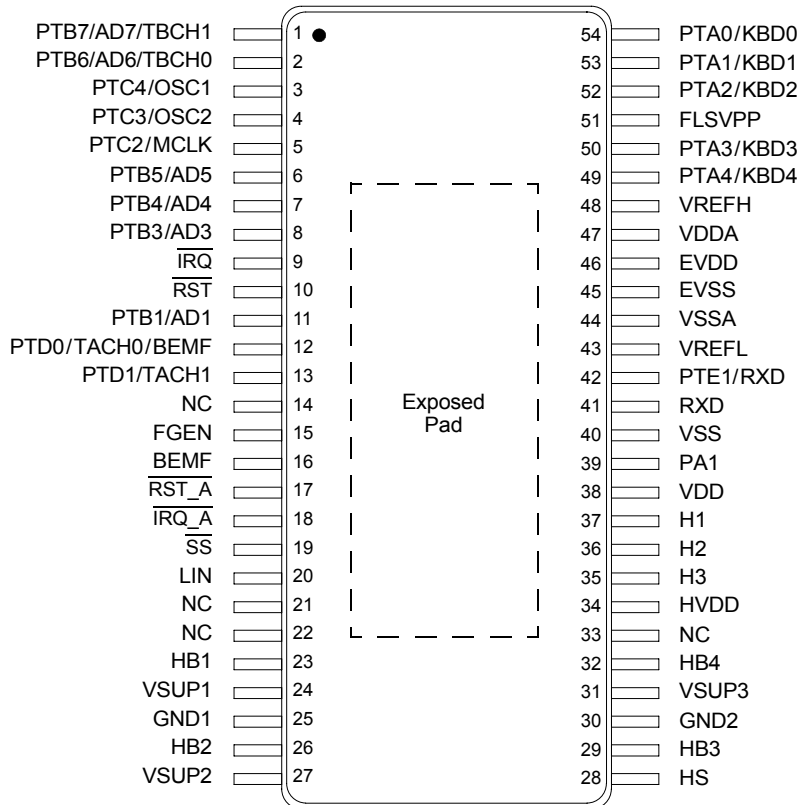 PTB7/AD7/TBCH1 1 54 PTA0/KBD0
PTB6/AD6/TBCH0 2 53 PTA1/KBD1
PTC4/OSC1 3 52 PTA2/KBD2
PTC3/OSC2 4 51 FLSVPP
PTC2/MCLK 5 50 PTA3/KBD3
PTB5/AD5 6 49 PTA4/KBD4
PTB4/AD4 7 48 VREFH
PTB3/AD3 8 47 VDDA
IRQ 9 46 EVDD
RST 10 45 EVSS
PTB1/AD1 11 44 VSSA
PTD0/TACH0/BEMF 12 43 VREFL
PTD1/TACH1 13 42 PTE1/RXD
NC 14 Exposed 41 RXD
FGEN 15 Pad 40 VSS
BEMF 16 39 PA1
RST_A 17 38 VDD
IRQ_A 18 37 H1
SS 19 36 H2
LIN 20 35 H3
NC 21 34 HVDD
NC 22 33 NC
HB1 23 32 HB4
VSUP1 24 31 VSUP3
GND1 25 30 GND2
HB2 26 29 HB3
VSUP2 27 28 HS